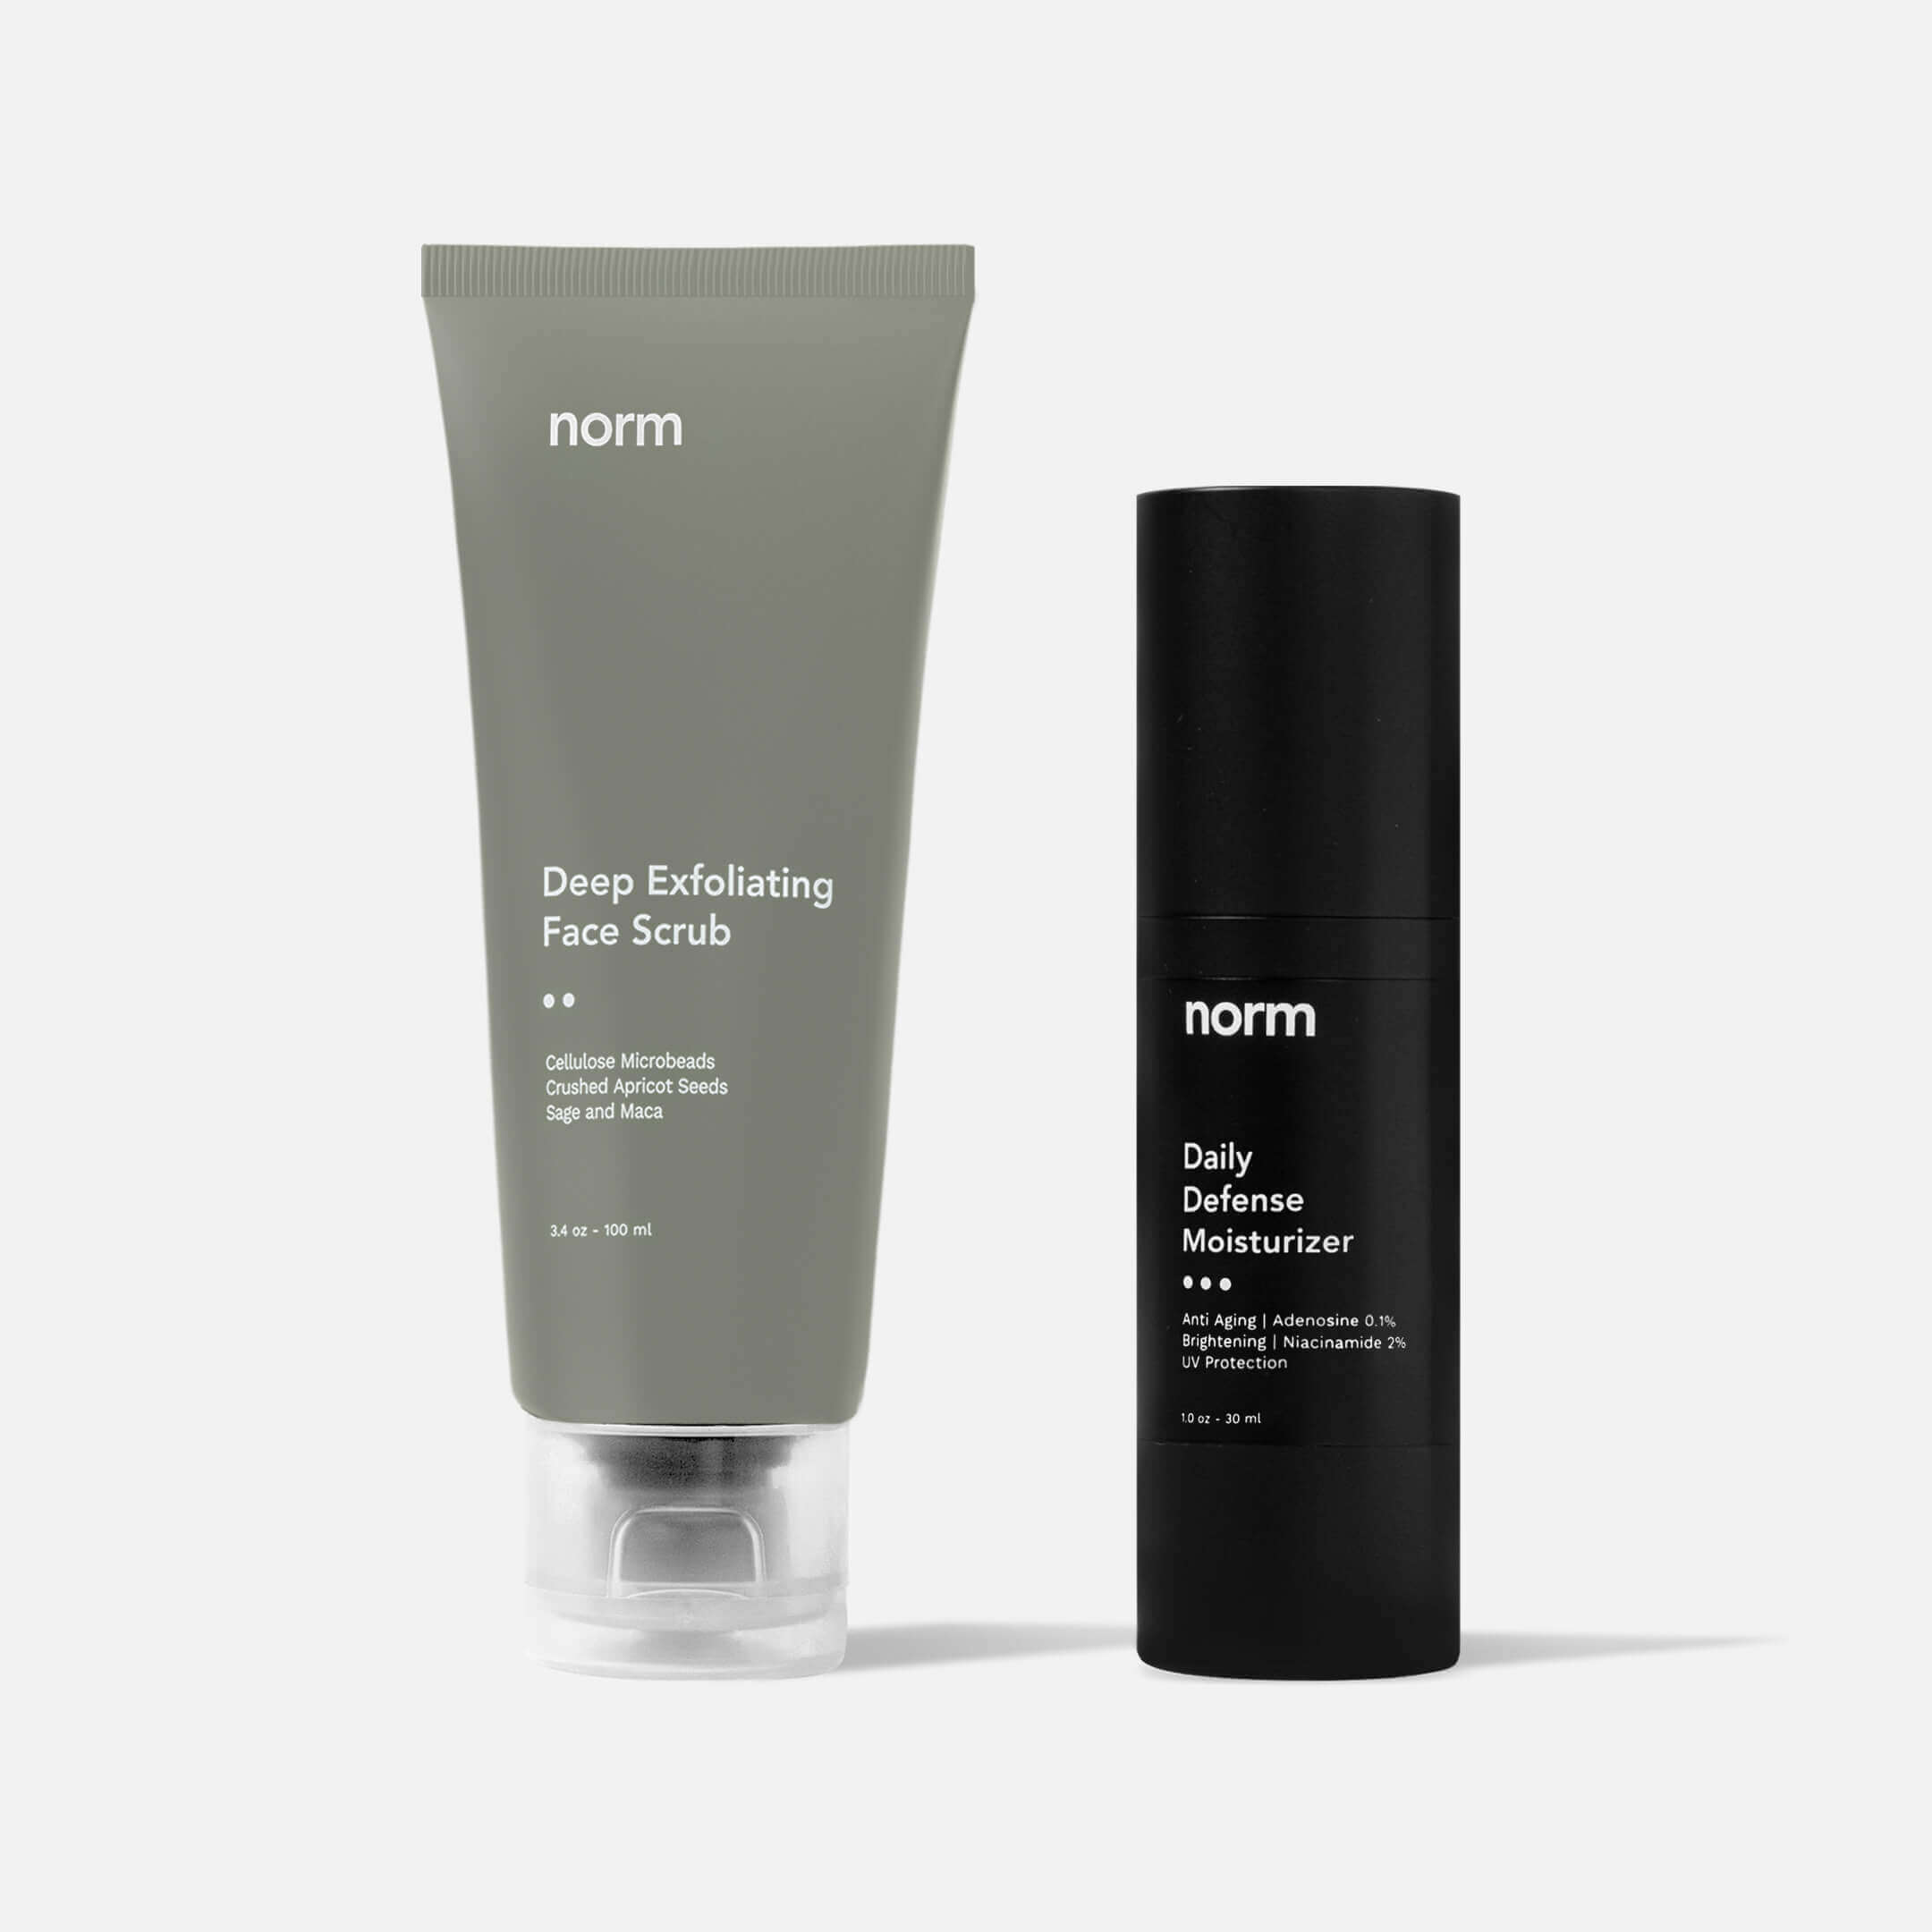 norm
Deep Exfoliating
Face Scrub
Cellulose Microbeads
Crushed Apricot Seeds
Sage and Maca
3.4 oz - 100 ml
norm
Daily
Defense
Moisturizer
Anti Aging | Adenosine 0.1%
Brightening | Niacinamide 2%
UV Protection
1.0 oz - 30 ml